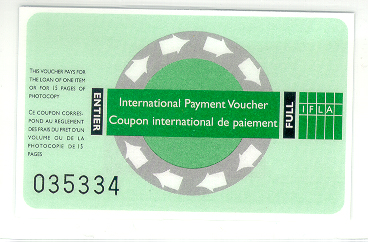 THIS VOUCHER PAYS FOR
THE LOAN OF ONE ITEM
OR FOR 15 PAGES OF
PHOTOCOPY
CE COUPON CORRES-
POND AU REGLEMENT
DES FRAIS DU PRET D'UN
VOLUME OU DE LA
PHOTOCOPIE DE 15
PAGES
ENTIER
International Payment Voucher
Coupon international de paiement
FULL
IFLA
035334